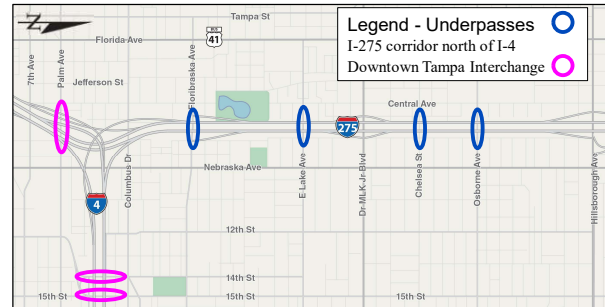 N
Tampa St
Florida Ave
BUS
41
Legend - Underpasses
I-275 corridor north of I-4
Downtown Tampa Interchange
7th Ave
Palm Ave
Jefferson St
Floribraska Ave
Central Ave
275
Columbus Dr
Nebraska Ave
E Lake Ave
Dr MLK Jr Blvd
Chelsea St
Osborne Ave
Hillsborough Av
4
12th St
14th St
15th St
15th St
15th St